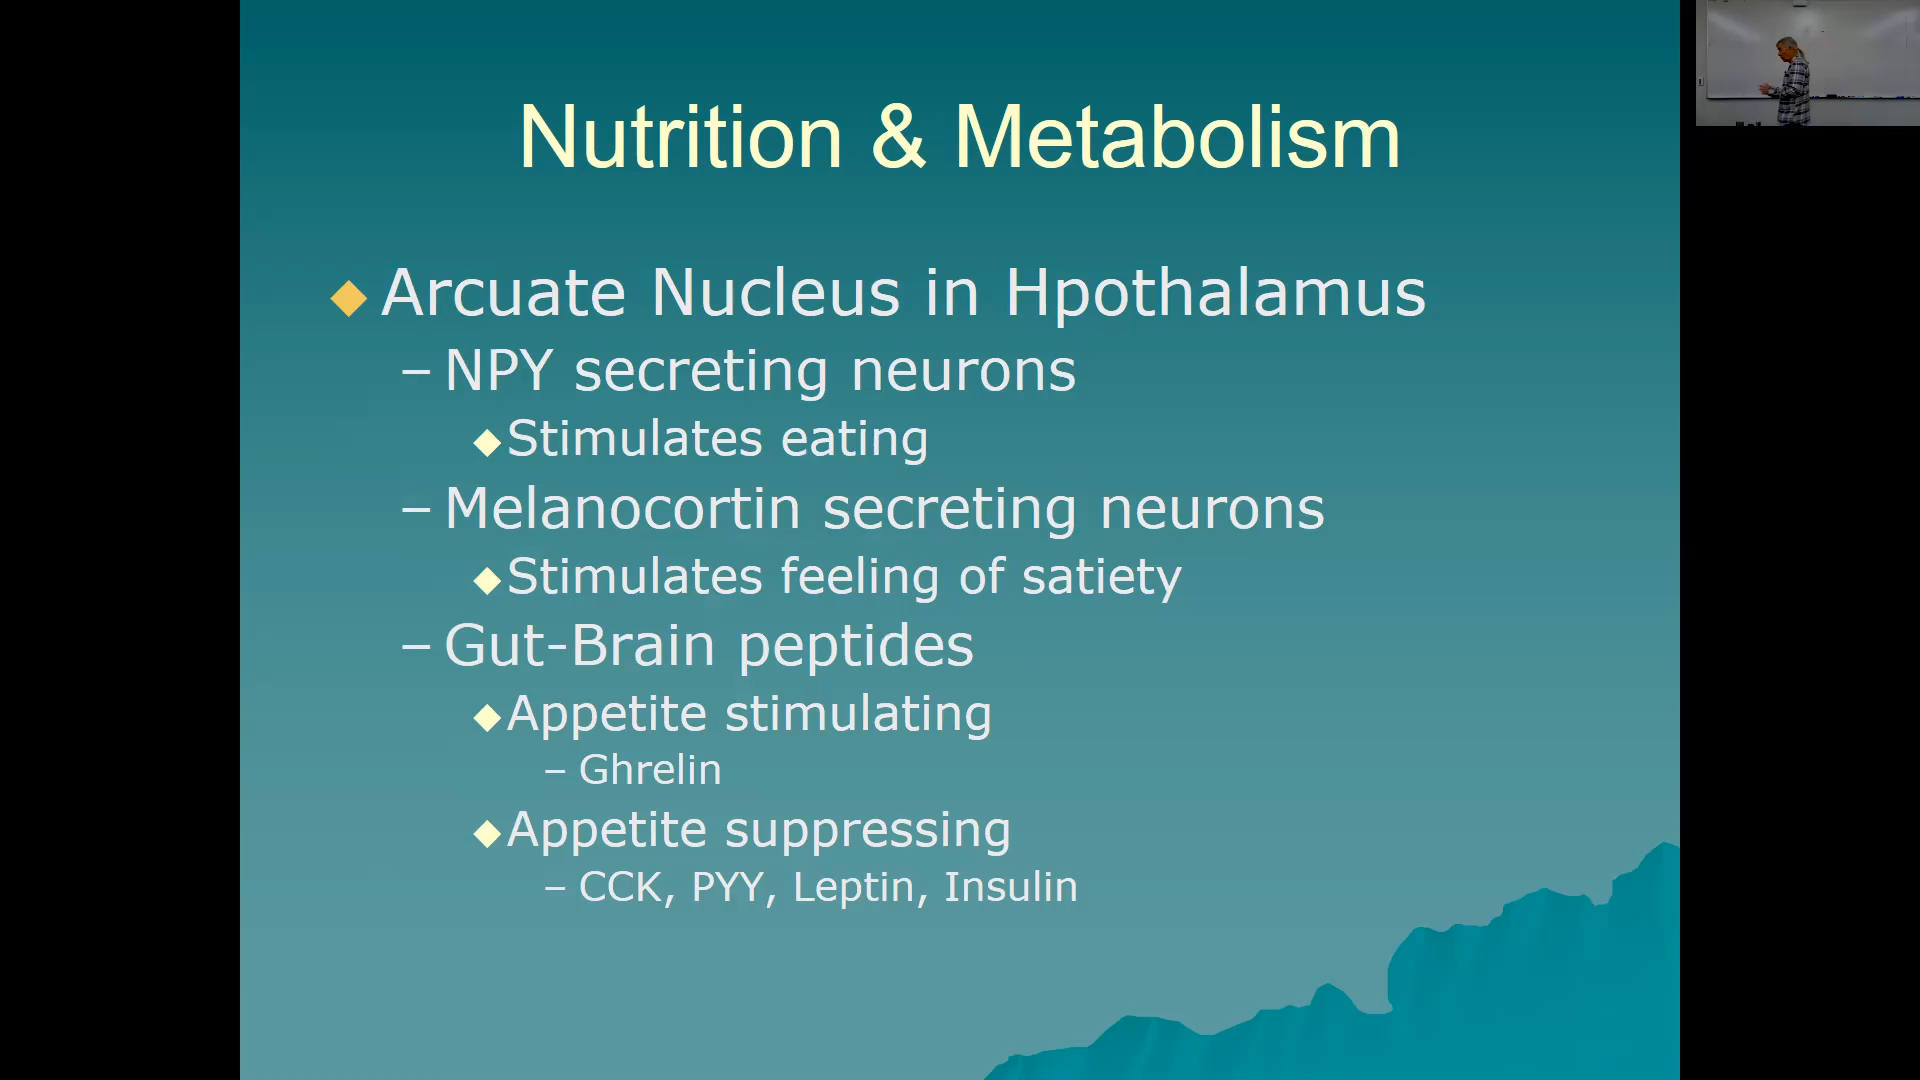 Nutrition & Metabolism
Arcuate Nucleus in Hpothalamus
– NPY secreting neurons
Stimulates eating
– Melanocortin secreting neurons
Stimulates feeling of satiety
– Gut-Brain peptides
Appetite stimulating
– Ghrelin
Appetite suppressing
– CCK, PYY, Leptin, Insulin